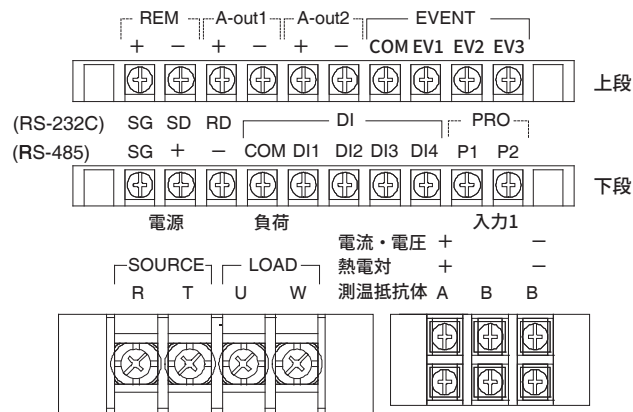 REM A-out1 A-out2 EVENT
+ − + − + − COM EV1 EV2 EV3
上段
(RS-232C) SG SD RD DI PRO
(RS-485) SG + − COM DI1 DI2 DI3 DI4 P1 P2
下段
電源 負荷 入力1
電流・電圧 + −
熱電対 + −
SOURCE LOAD
R T U W 測温抵抗体 A B B